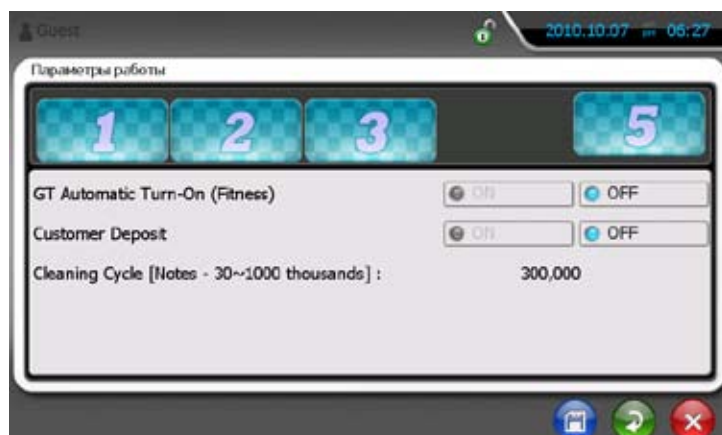 Guest
2010.10.07 pm 06:27
Параметры работы
1 2 3 5
GT Automatic Turn-On (Fitness) ON OFF
Customer Deposit ON OFF
Cleaning Cycle [Notes - 30~1000 thousands] : 300,000